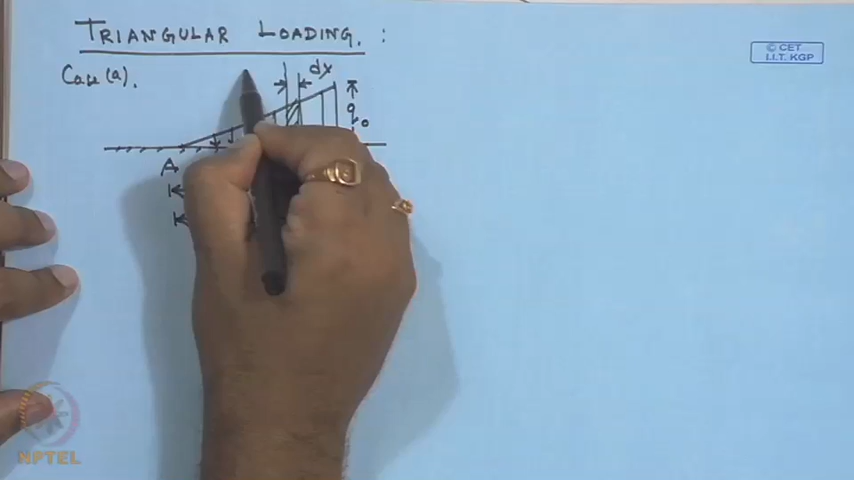 TRIANGULAR LOADING. :
© CET
I.I.T. KGP
Case (a).
dx
q₀
A
NPTEL